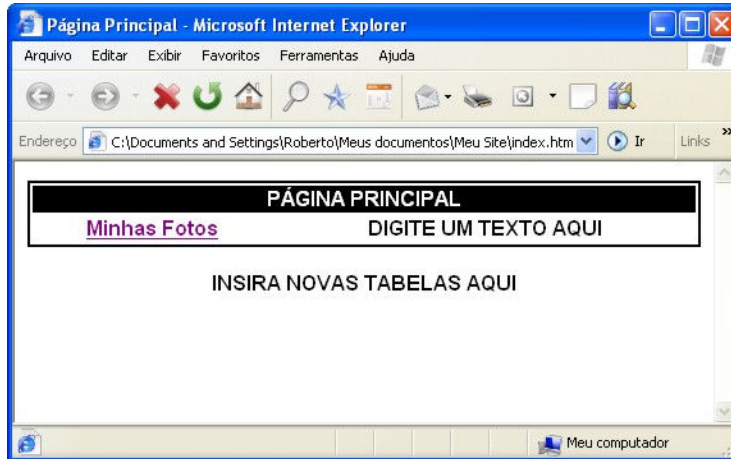 Página Principal - Microsoft Internet Explorer
Arquivo Editar Exibir Favoritos Ferramentas Ajuda
Endereço C:\Documents and Settings\Roberto\Meus documentos\Meu Site\index.htm Ir Links »
PÁGINA PRINCIPAL
Minhas Fotos DIGITE UM TEXTO AQUI
INSIRA NOVAS TABELAS AQUI
Meu computador